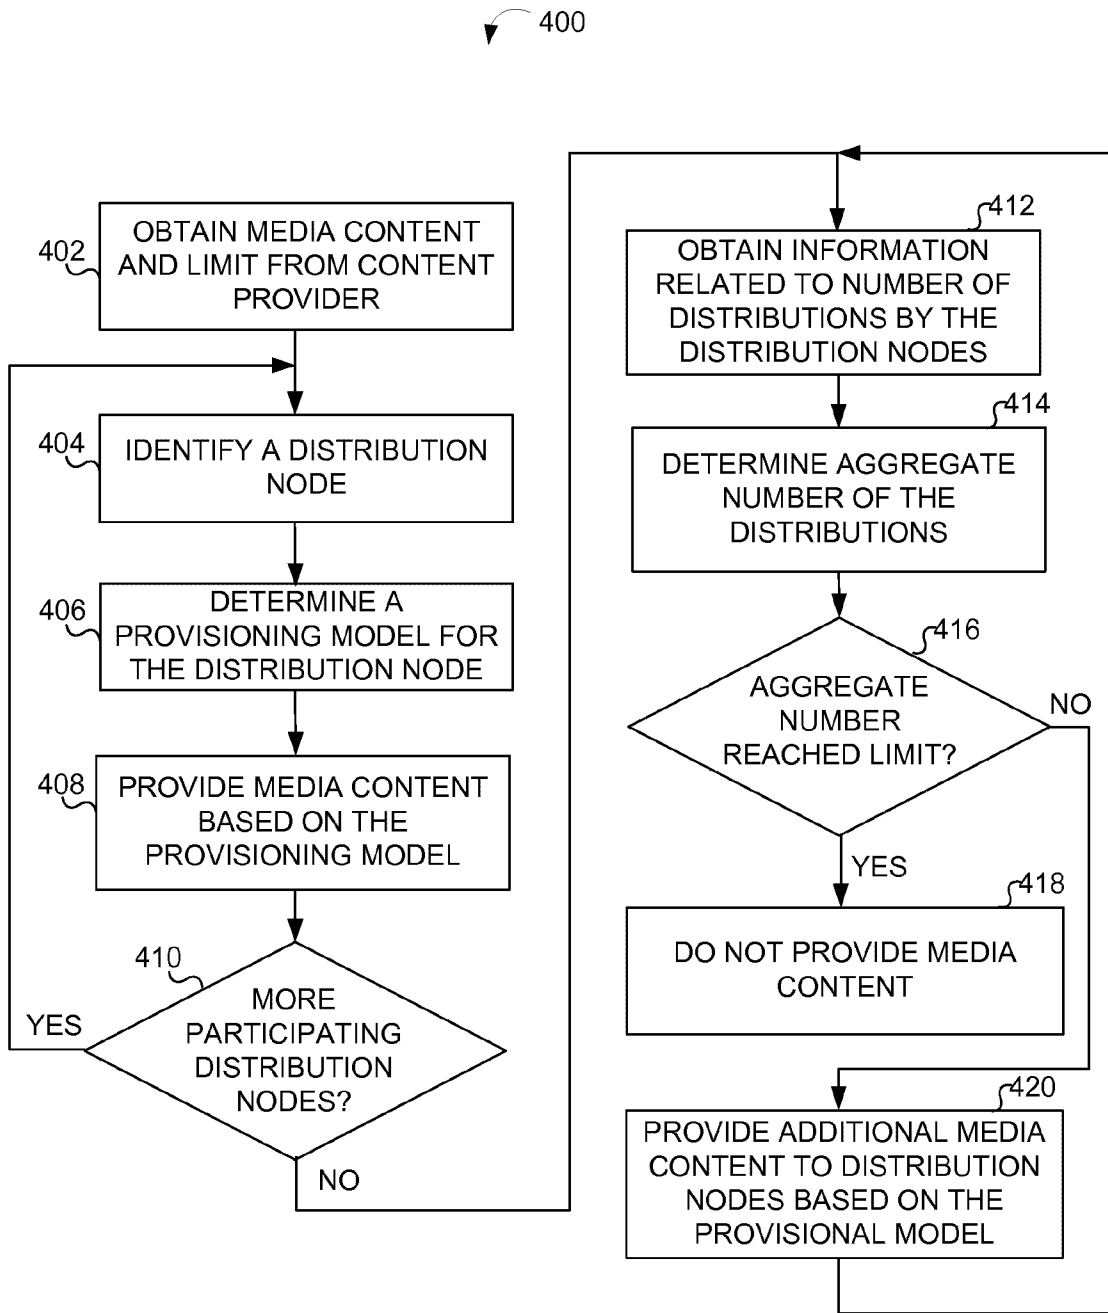 400
402
OBTAIN MEDIA CONTENT
AND LIMIT FROM CONTENT
PROVIDER
404
IDENTIFY A DISTRIBUTION
NODE
406
DETERMINE A
PROVISIONING MODEL FOR
THE DISTRIBUTION NODE
408
PROVIDE MEDIA CONTENT
BASED ON THE
PROVISIONING MODEL
410
MORE
PARTICIPATING
DISTRIBUTION
NODES?
YES
NO
412
OBTAIN INFORMATION
RELATED TO NUMBER OF
DISTRIBUTIONS BY THE
DISTRIBUTION NODES
414
DETERMINE AGGREGATE
NUMBER OF THE
DISTRIBUTIONS
416
AGGREGATE
NUMBER
REACHED LIMIT?
NO
YES
418
DO NOT PROVIDE MEDIA
CONTENT
420
PROVIDE ADDITIONAL MEDIA
CONTENT TO DISTRIBUTION
NODES BASED ON THE
PROVISIONAL MODEL